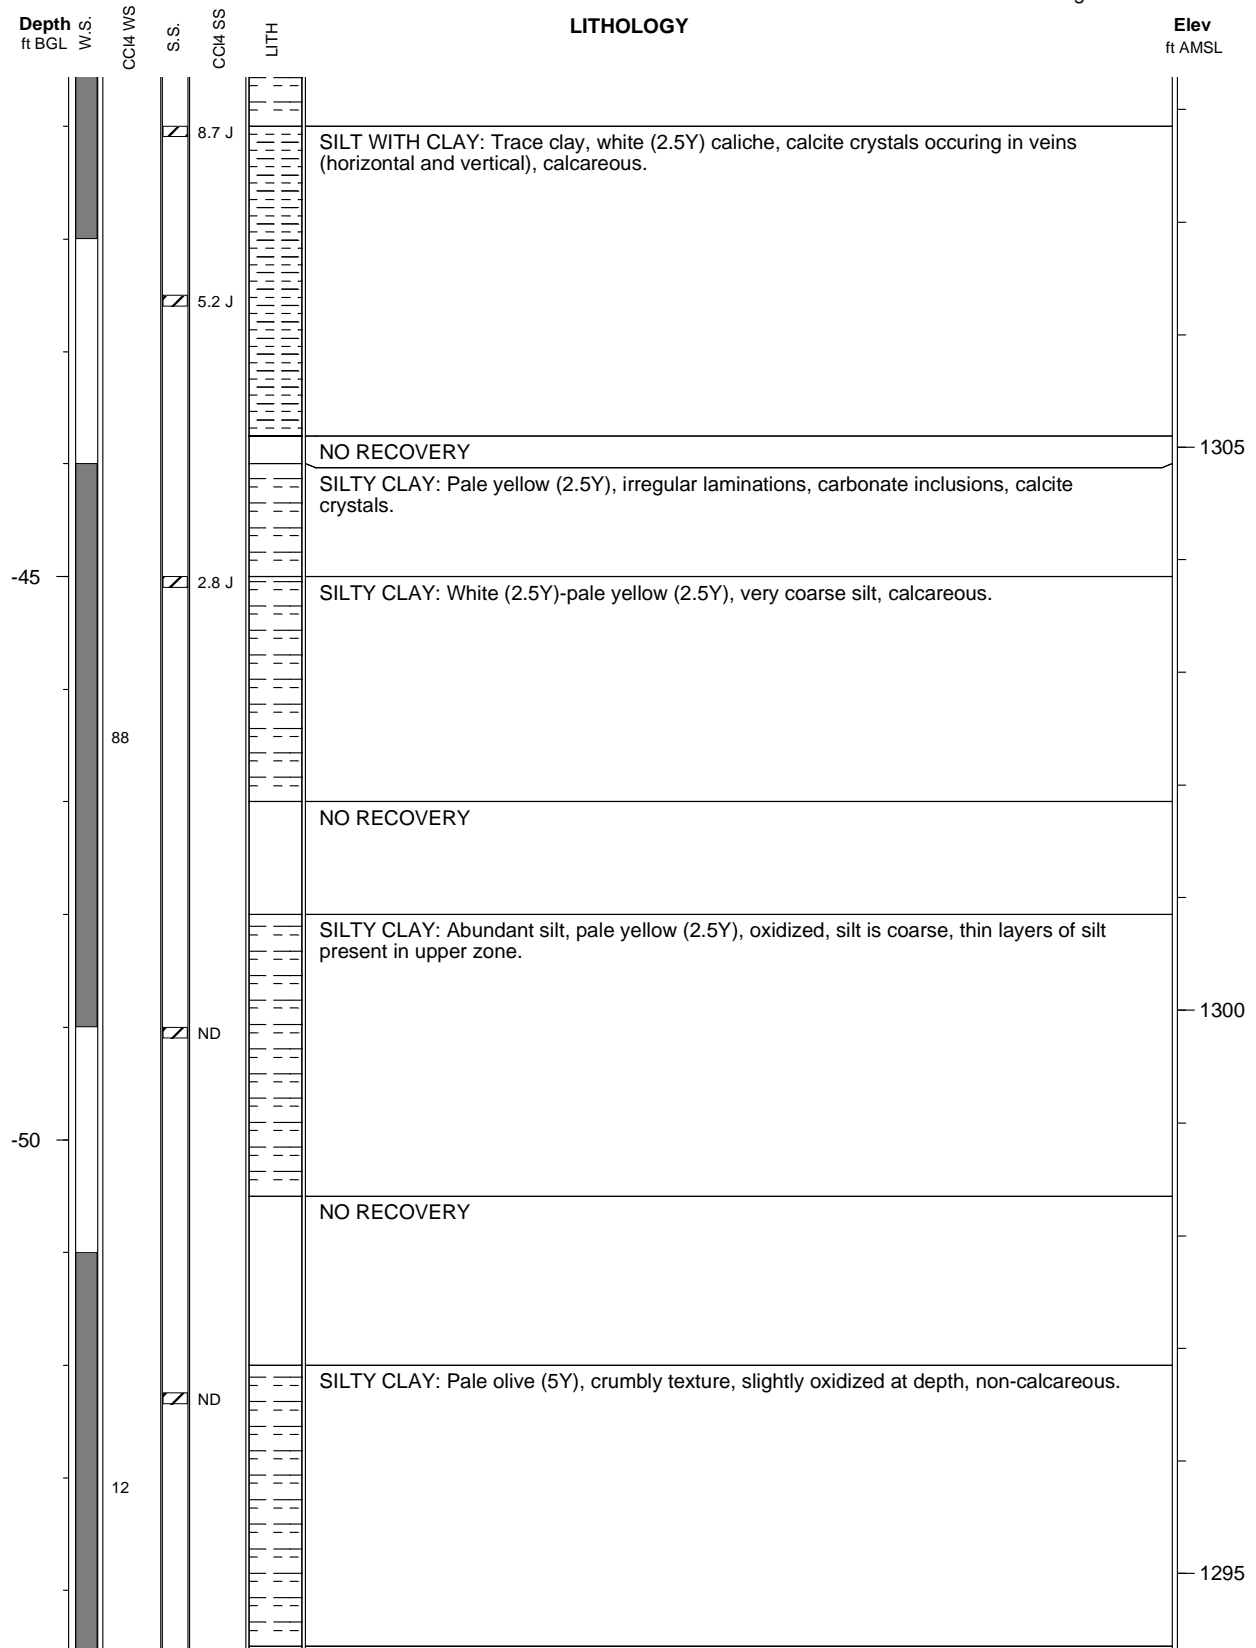 Depth
ft BGL
W.S.
CCl4 WS
S.S.
CCl4 SS
LITH
LITHOLOGY
Elev
ft AMSL
8.7 J
SILT WITH CLAY: Trace clay, white (2.5Y) caliche, calcite crystals occuring in veins
(horizontal and vertical), calcareous.
5.2 J
NO RECOVERY
1305
SILTY CLAY: Pale yellow (2.5Y), irregular laminations, carbonate inclusions, calcite
crystals.
-45
2.8 J
SILTY CLAY: White (2.5Y)-pale yellow (2.5Y), very coarse silt, calcareous.
88
NO RECOVERY
SILTY CLAY: Abundant silt, pale yellow (2.5Y), oxidized, silt is coarse, thin layers of silt
present in upper zone.
1300
ND
-50
NO RECOVERY
SILTY CLAY: Pale olive (5Y), crumbly texture, slightly oxidized at depth, non-calcareous.
ND
12
1295